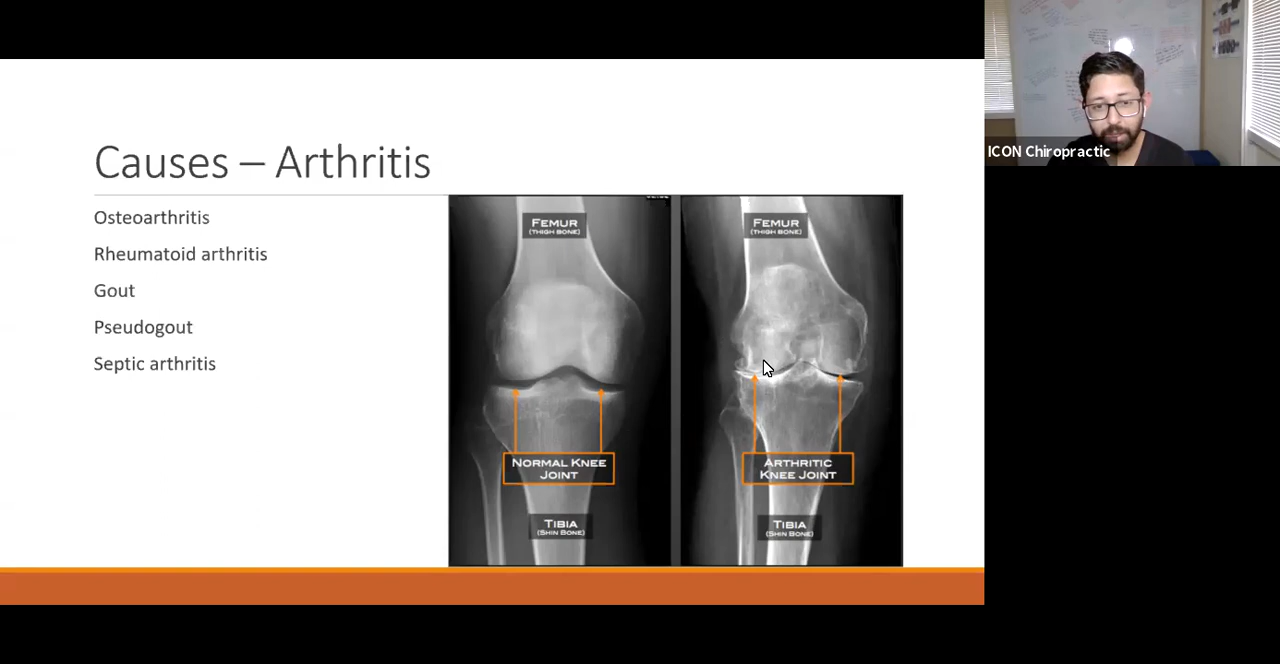 Causes – Arthritis
Osteoarthritis
Rheumatoid arthritis
Gout
Pseudogout
Septic arthritis
FEMUR
(THIGH BONE)
NORMAL KNEE
JOINT
TIBIA
(SHIN BONE)
FEMUR
(THIGH BONE)
ARTHRITIC
KNEE JOINT
TIBIA
(SHIN BONE)
ICON Chiropractic